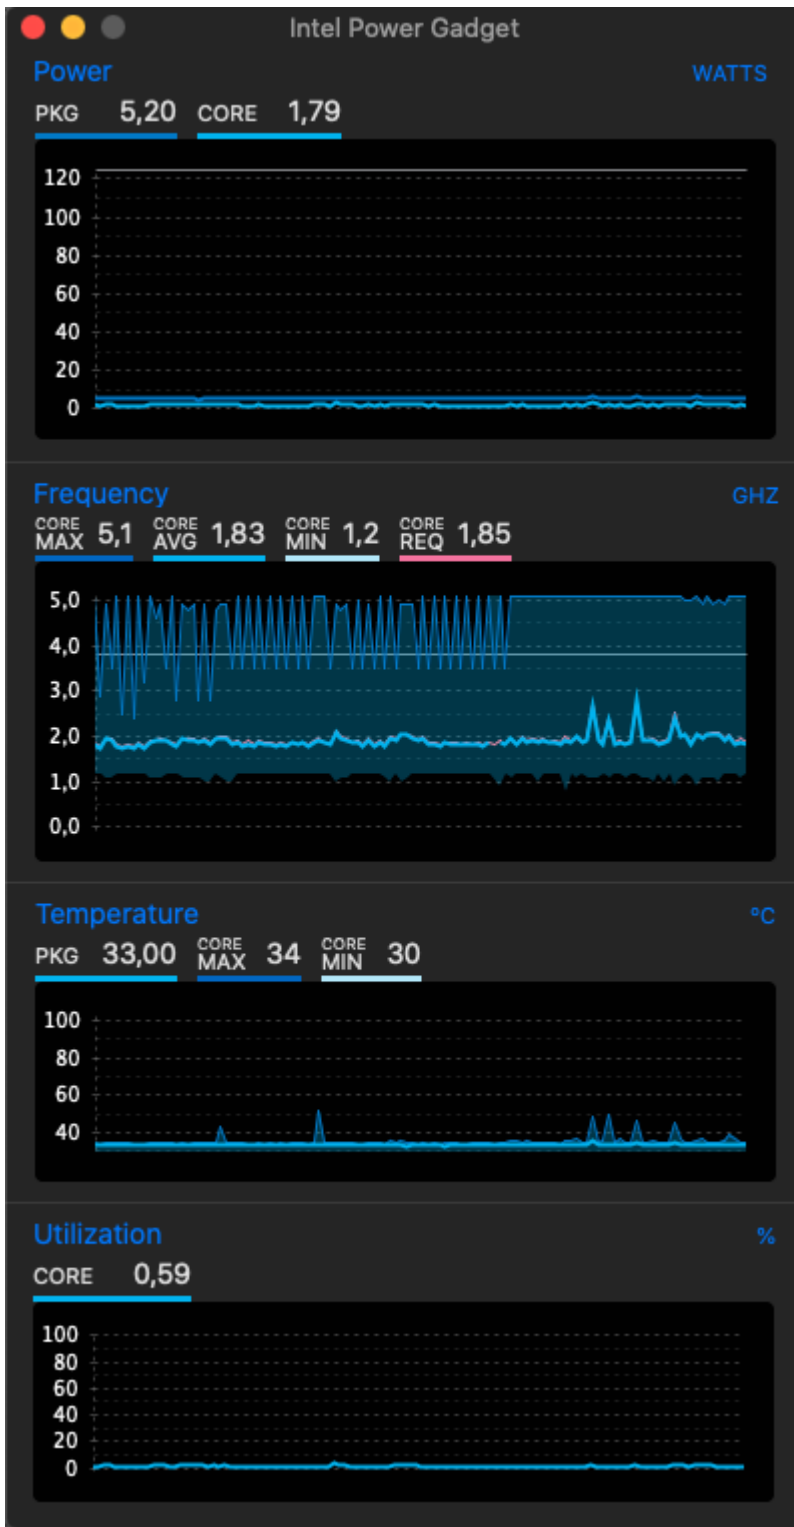 Intel Power Gadget
Power WATTS
PKG 5,20 CORE 1,79
120
100
80
60
40
20
0
Frequency GHZ
CORE MAX 5,1 CORE AVG 1,83 CORE MIN 1,2 CORE REQ 1,85
5,0
4,0
3,0
2,0
1,0
0,0
Temperature ºC
PKG 33,00 CORE MAX 34 CORE MIN 30
100
80
60
40
Utilization %
CORE 0,59
100
80
60
40
20
0